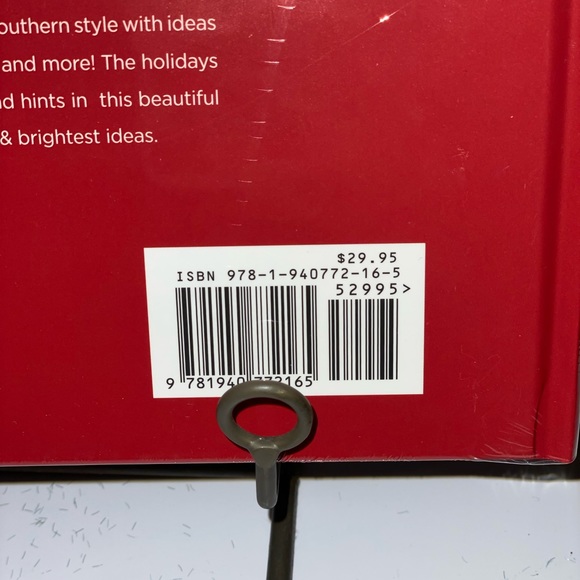 outhern style with ideas
and more! The holidays
d hints in this beautiful
& brightest ideas.
$29.95
ISBN 978-1-940772-16-5
52995>
9 781940 772165